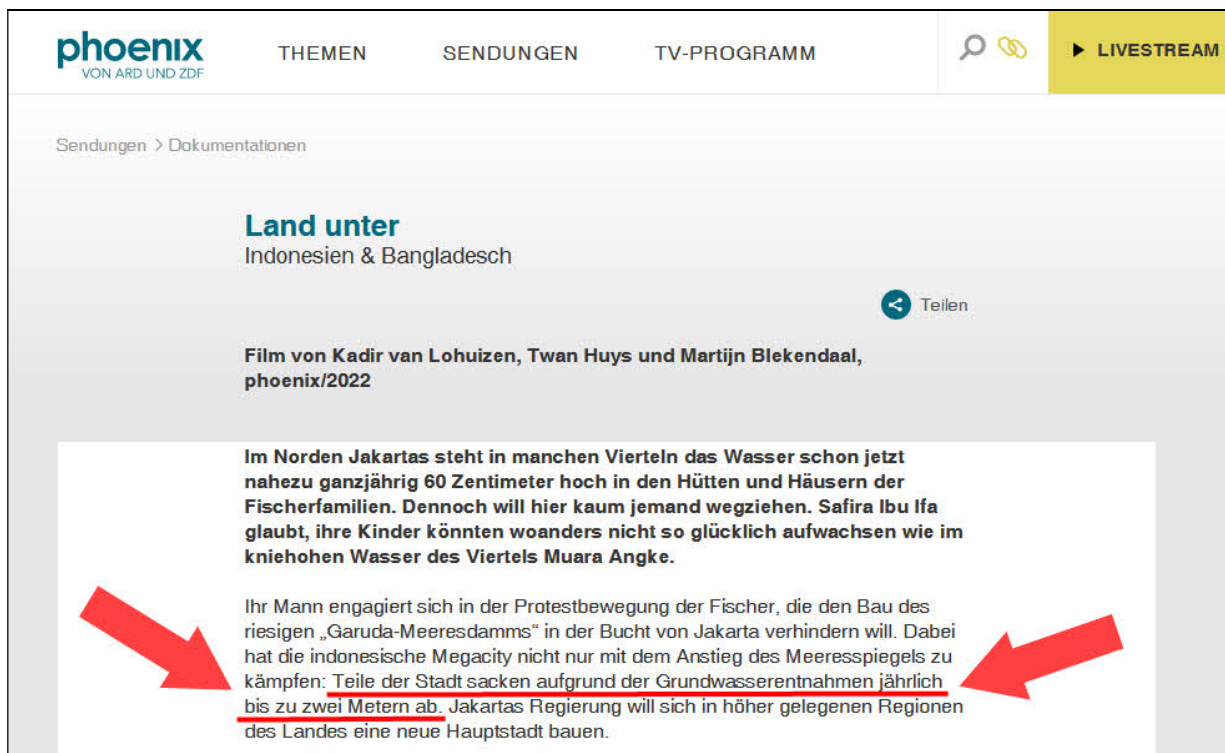 phoenix
VON ARD UND ZDF
THEMEN
SENDUNGEN
TV-PROGRAMM
LIVESTREAM
Sendungen > Dokumentationen
Land unter
Indonesien & Bangladesch
Teilen
Film von Kadir van Lohuizen, Twan Huys und Martijn Blekendaal,
phoenix/2022
Im Norden Jakartas steht in manchen Vierteln das Wasser schon jetzt
nahezu ganzjährig 60 Zentimeter hoch in den Hütten und Häusern der
Fischerfamilien. Dennoch will hier kaum jemand wegziehen. Safira Ibu Ifa
glaubt, ihre Kinder könnten woanders nicht so glücklich aufwachsen wie im
kniehohen Wasser des Viertels Muara Angke.
Ihr Mann engagiert sich in der Protestbewegung der Fischer, die den Bau des
riesigen „Garuda-Meeresdamms“ in der Bucht von Jakarta verhindern will. Dabei
hat die indonesische Megacity nicht nur mit dem Anstieg des Meeresspiegels zu
kämpfen: Teile der Stadt sacken aufgrund der Grundwasserentnahmen jährlich
bis zu zwei Metern ab. Jakartas Regierung will sich in höher gelegenen Regionen
des Landes eine neue Hauptstadt bauen.